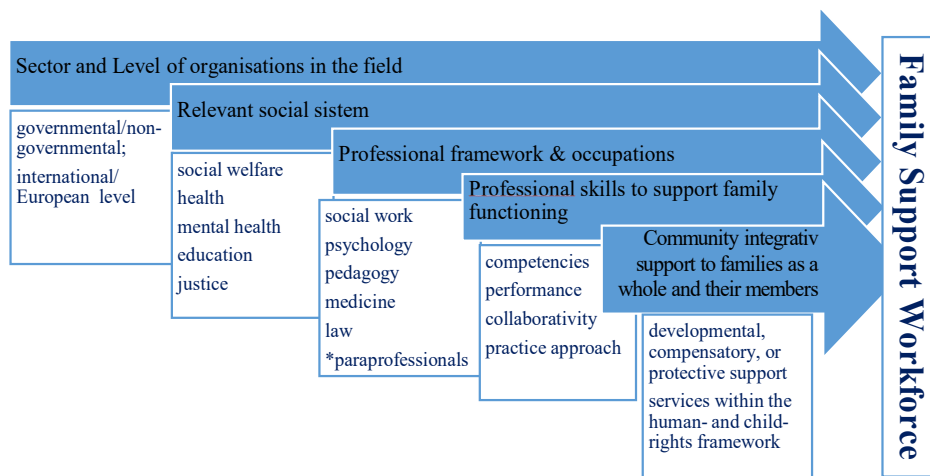 Sector and Level of organisations in the field
governmental/non-
governmental;
international/
European level
Relevant social sistem
social welfare
health
mental health
education
justice
Professional framework & occupations
social work
psychology
pedagogy
medicine
law
*paraprofessionals
Professional skills to support family
functioning
competencies
performance
collaborativity
practice approach
Community integrativ
support to families as a
whole and their members
developmental,
compensatory, or
protective support
services within the
human- and child-
rights framework
Family Support Workforce